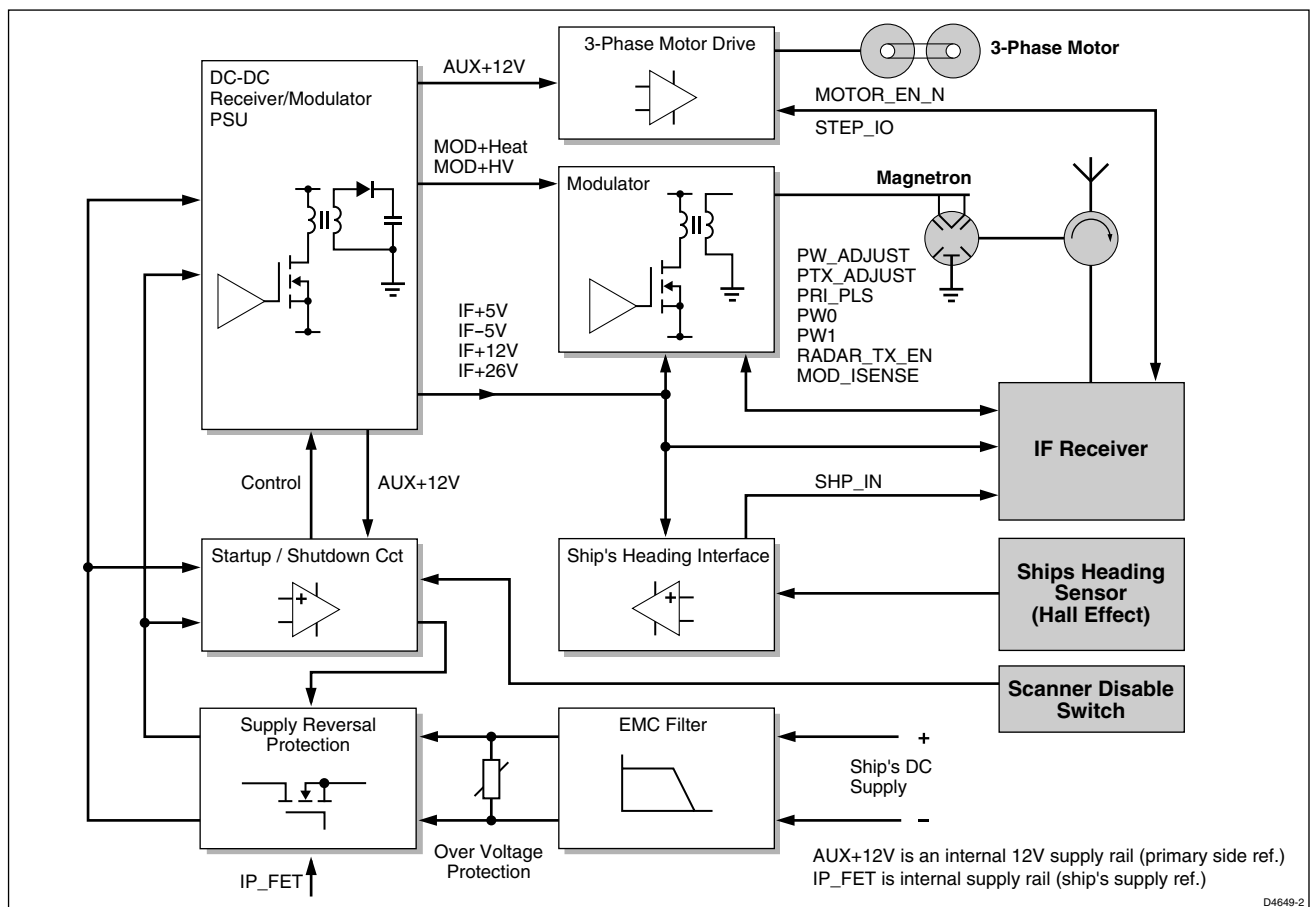 3-Phase Motor Drive
3-Phase Motor
DC-DC
Receiver/Modulator
PSU
AUX+12V
MOTOR_EN_N
STEP_IO
MOD+Heat
MOD+HV
Modulator
Magnetron
PW_ADJUST
PTX_ADJUST
PRI_PLS
PW0
PW1
RADAR_TX_EN
MOD_ISENSE
IF+5V
IF–5V
IF+12V
IF+26V
IF Receiver
Control
AUX+12V
SHP_IN
Startup / Shutdown Cct
+
Ship's Heading Interface
+
Ships Heading
Sensor
(Hall Effect)
Scanner Disable
Switch
Supply Reversal
Protection
EMC Filter
+
Ship's DC
Supply
–
Over Voltage
Protection
IP_FET
AUX+12V is an internal 12V supply rail (primary side ref.)
IP_FET is internal supply rail (ship's supply ref.)
D4649-2